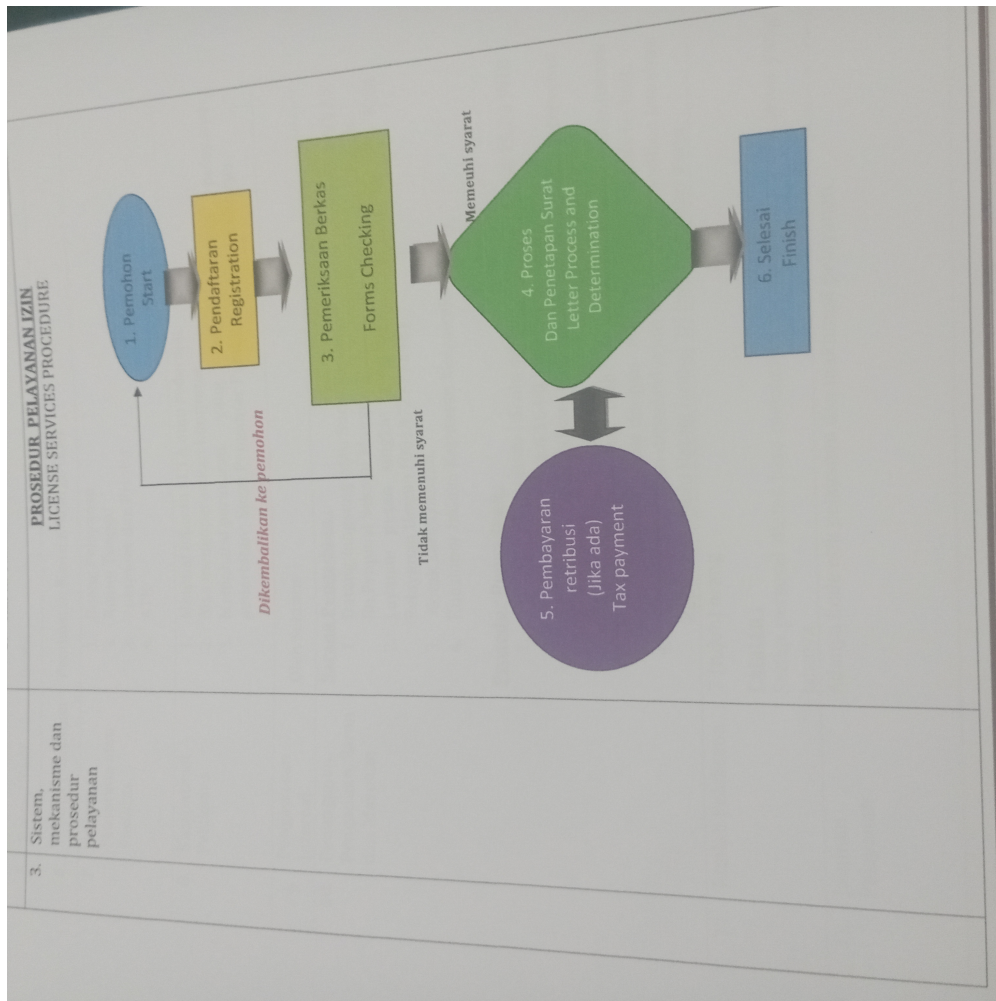 3.
Sistem,
mekanisme dan
prosedur
pelayanan
PROSEDUR PELAYANAN IZIN
LICENSE SERVICES PROCEDURE
1. Pemohon
Start
2. Pendaftaran
Registration
Dikembalikan ke pemohon
3. Pemeriksaan Berkas
Forms Checking
Tidak memenuhi syarat
Memeuhi syarat
4. Proses
Dan Penetapan Surat
Letter Process and
Determination
5. Pembayaran
retribusi
(Jika ada)
Tax payment
6. Selesai
Finish